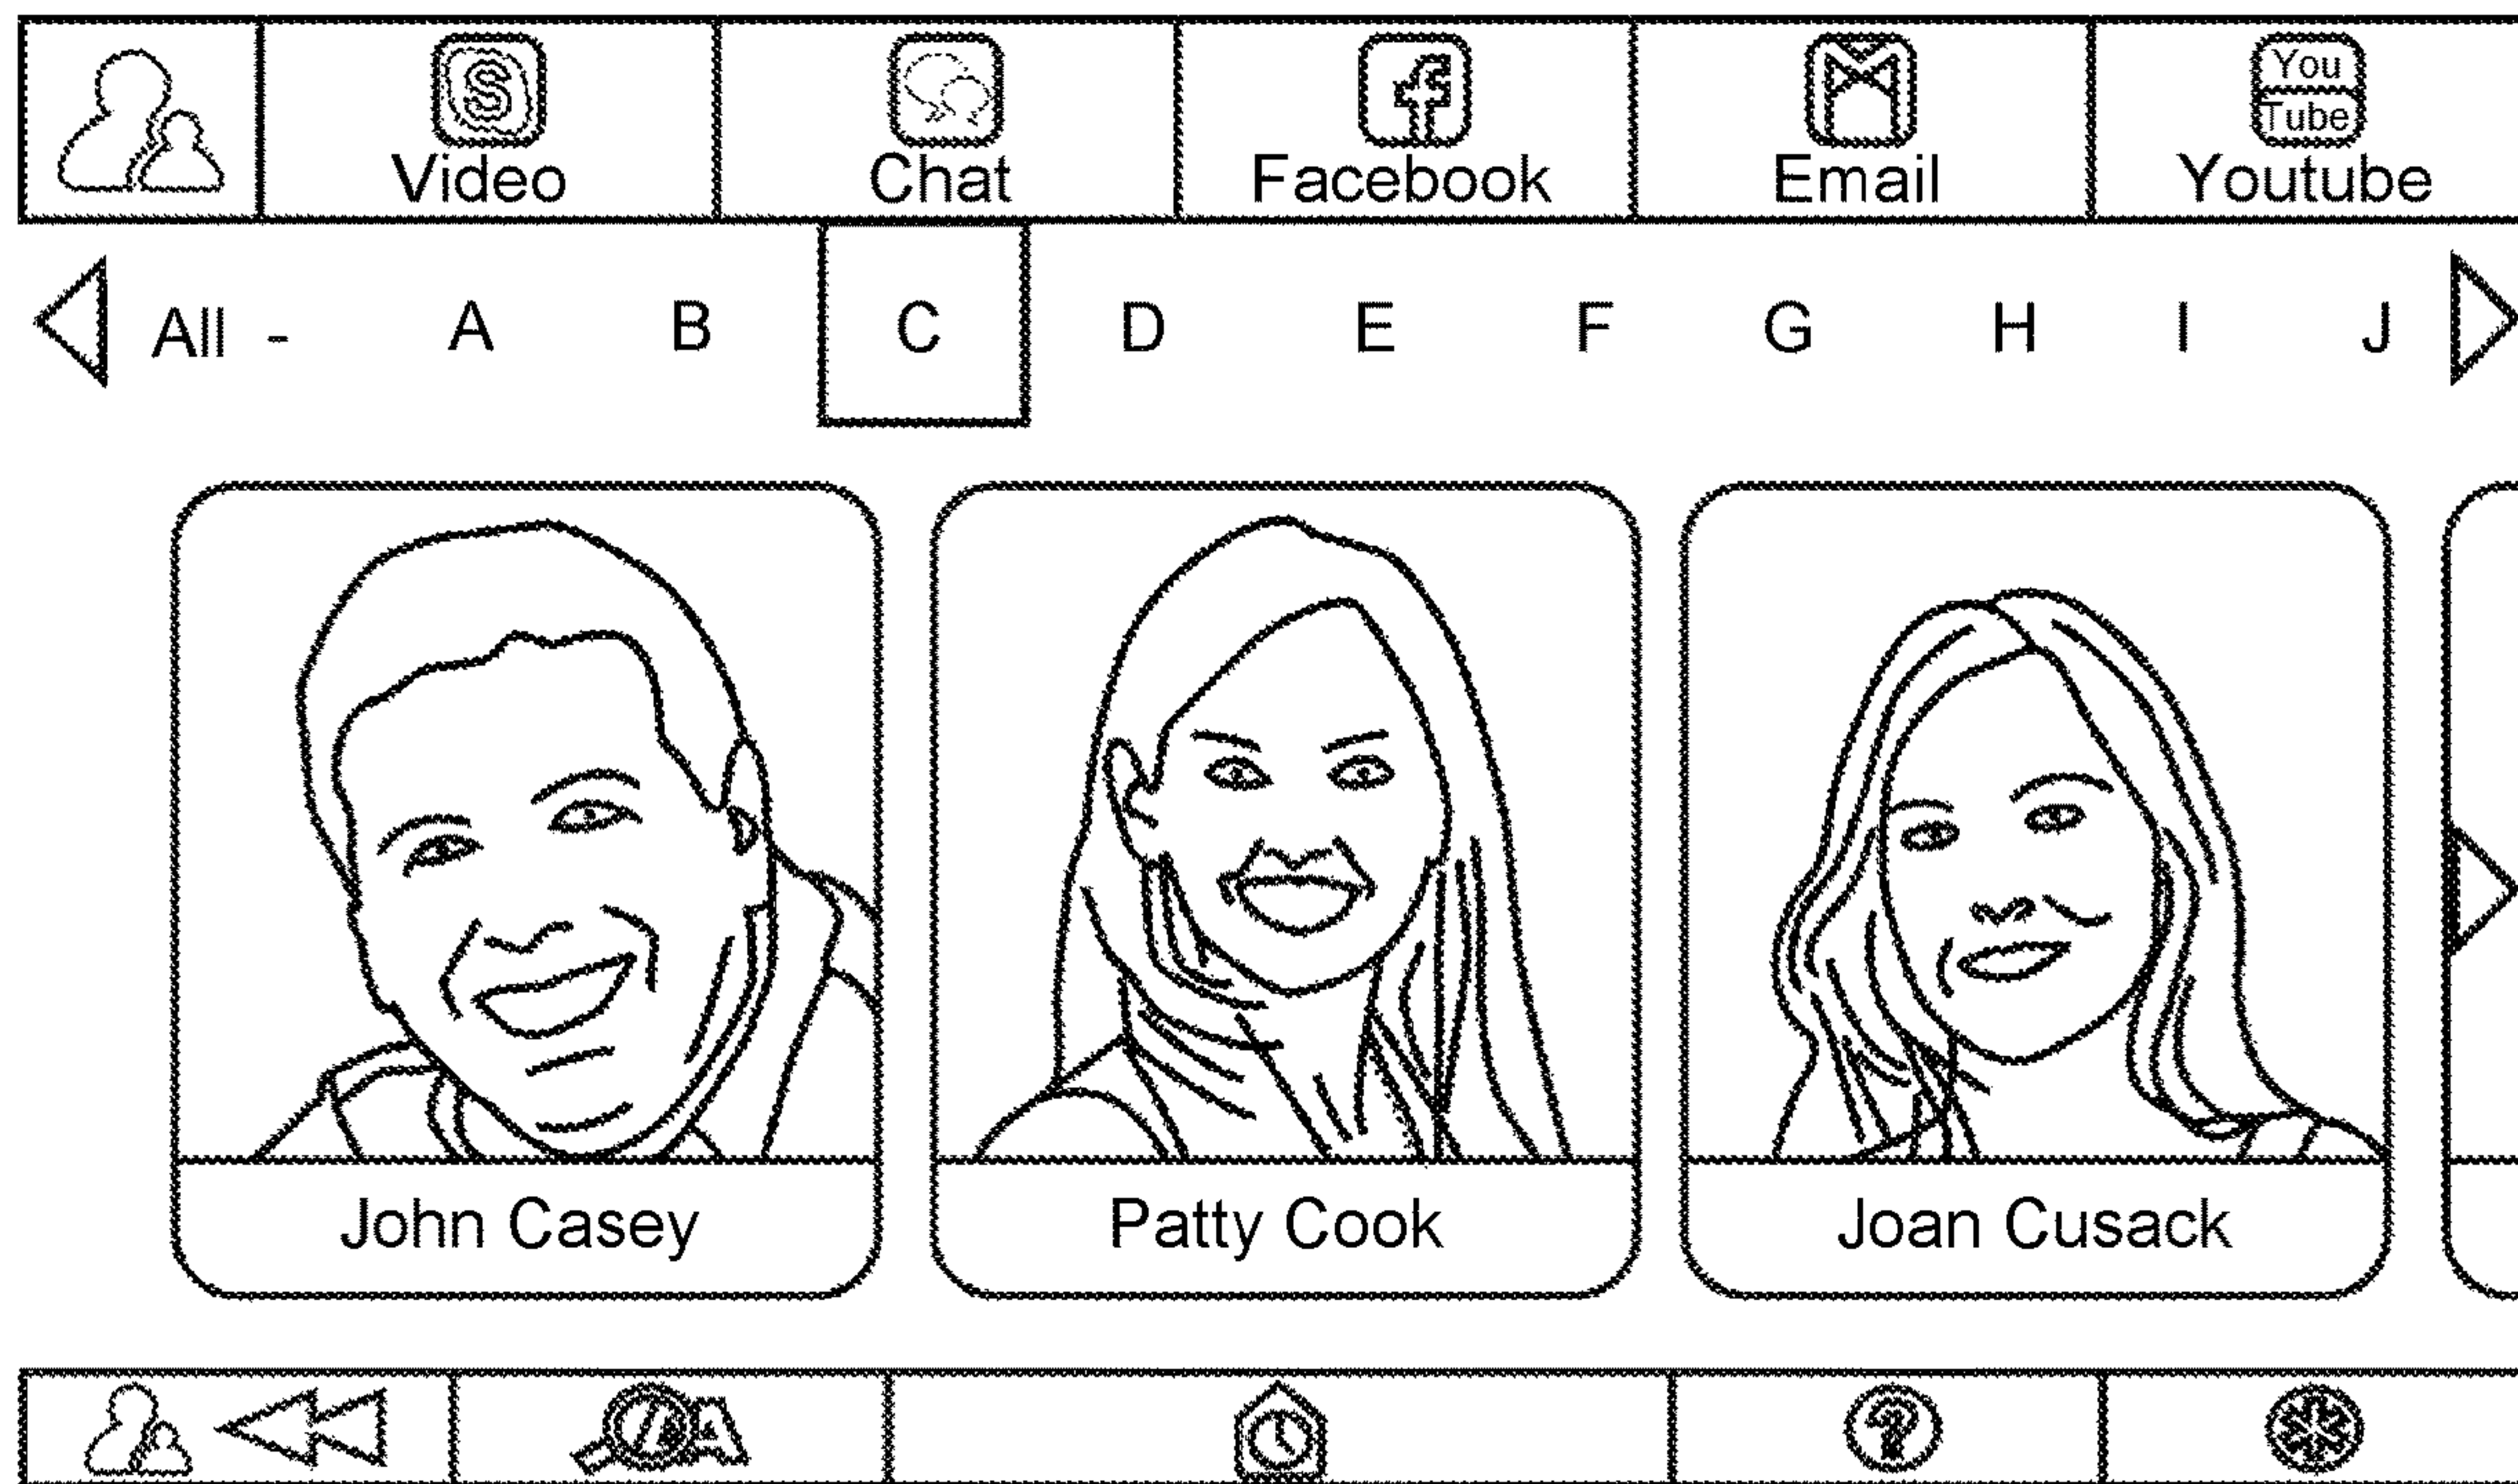 S
f
You
Tube
Video Chat Facebook Email Youtube
All - A B C D E F G H I J
John Casey Patty Cook Joan Cusack
A ?